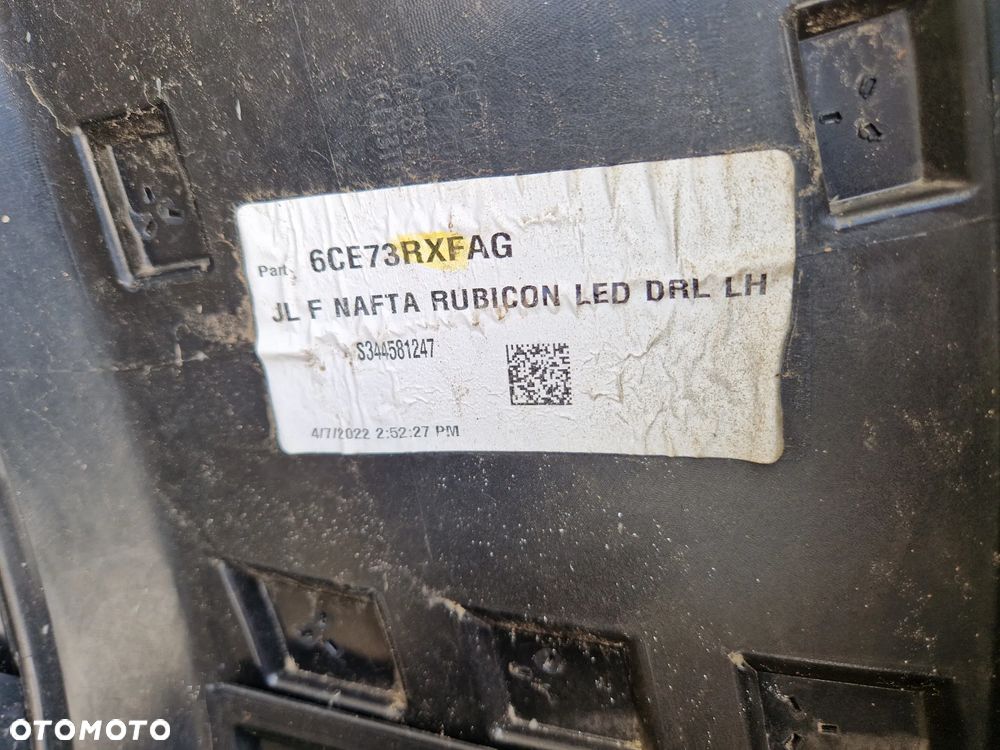 Part 6CE73RXFAG
JL F NAFTA RUBICON LED DRL LH
S344581247
4/7/2022 2:52:27 PM
OTOMOTO